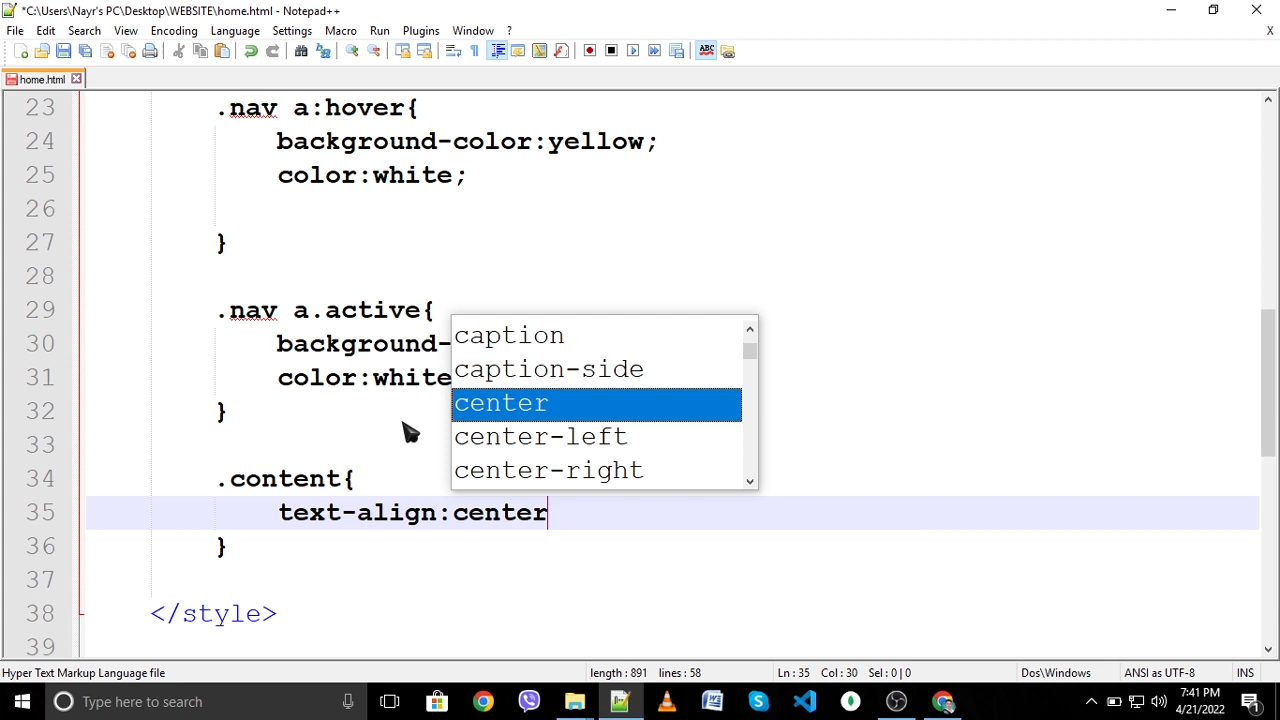 *C:\Users\Nayr's PC\Desktop\WEBSITE\home.html - Notepad++
File Edit Search View Encoding Language Settings Macro Run Plugins Window ? X
home.html
23 .nav a:hover{
24 background-color:yellow;
25 color:white;
26
27 }
28
29 .nav a.active{
30 background-
31 color:white
32 }
33
34 .content{
35 text-align:center
36 }
37
38 </style>
39
caption
caption-side
center
center-left
center-right
Hyper Text Markup Language file length : 891 lines : 58 Ln : 35 Col : 30 Sel : 0 | 0 Dos\Windows ANSI as UTF-8 INS
Type here to search
7:41 PM
4/21/2022
1